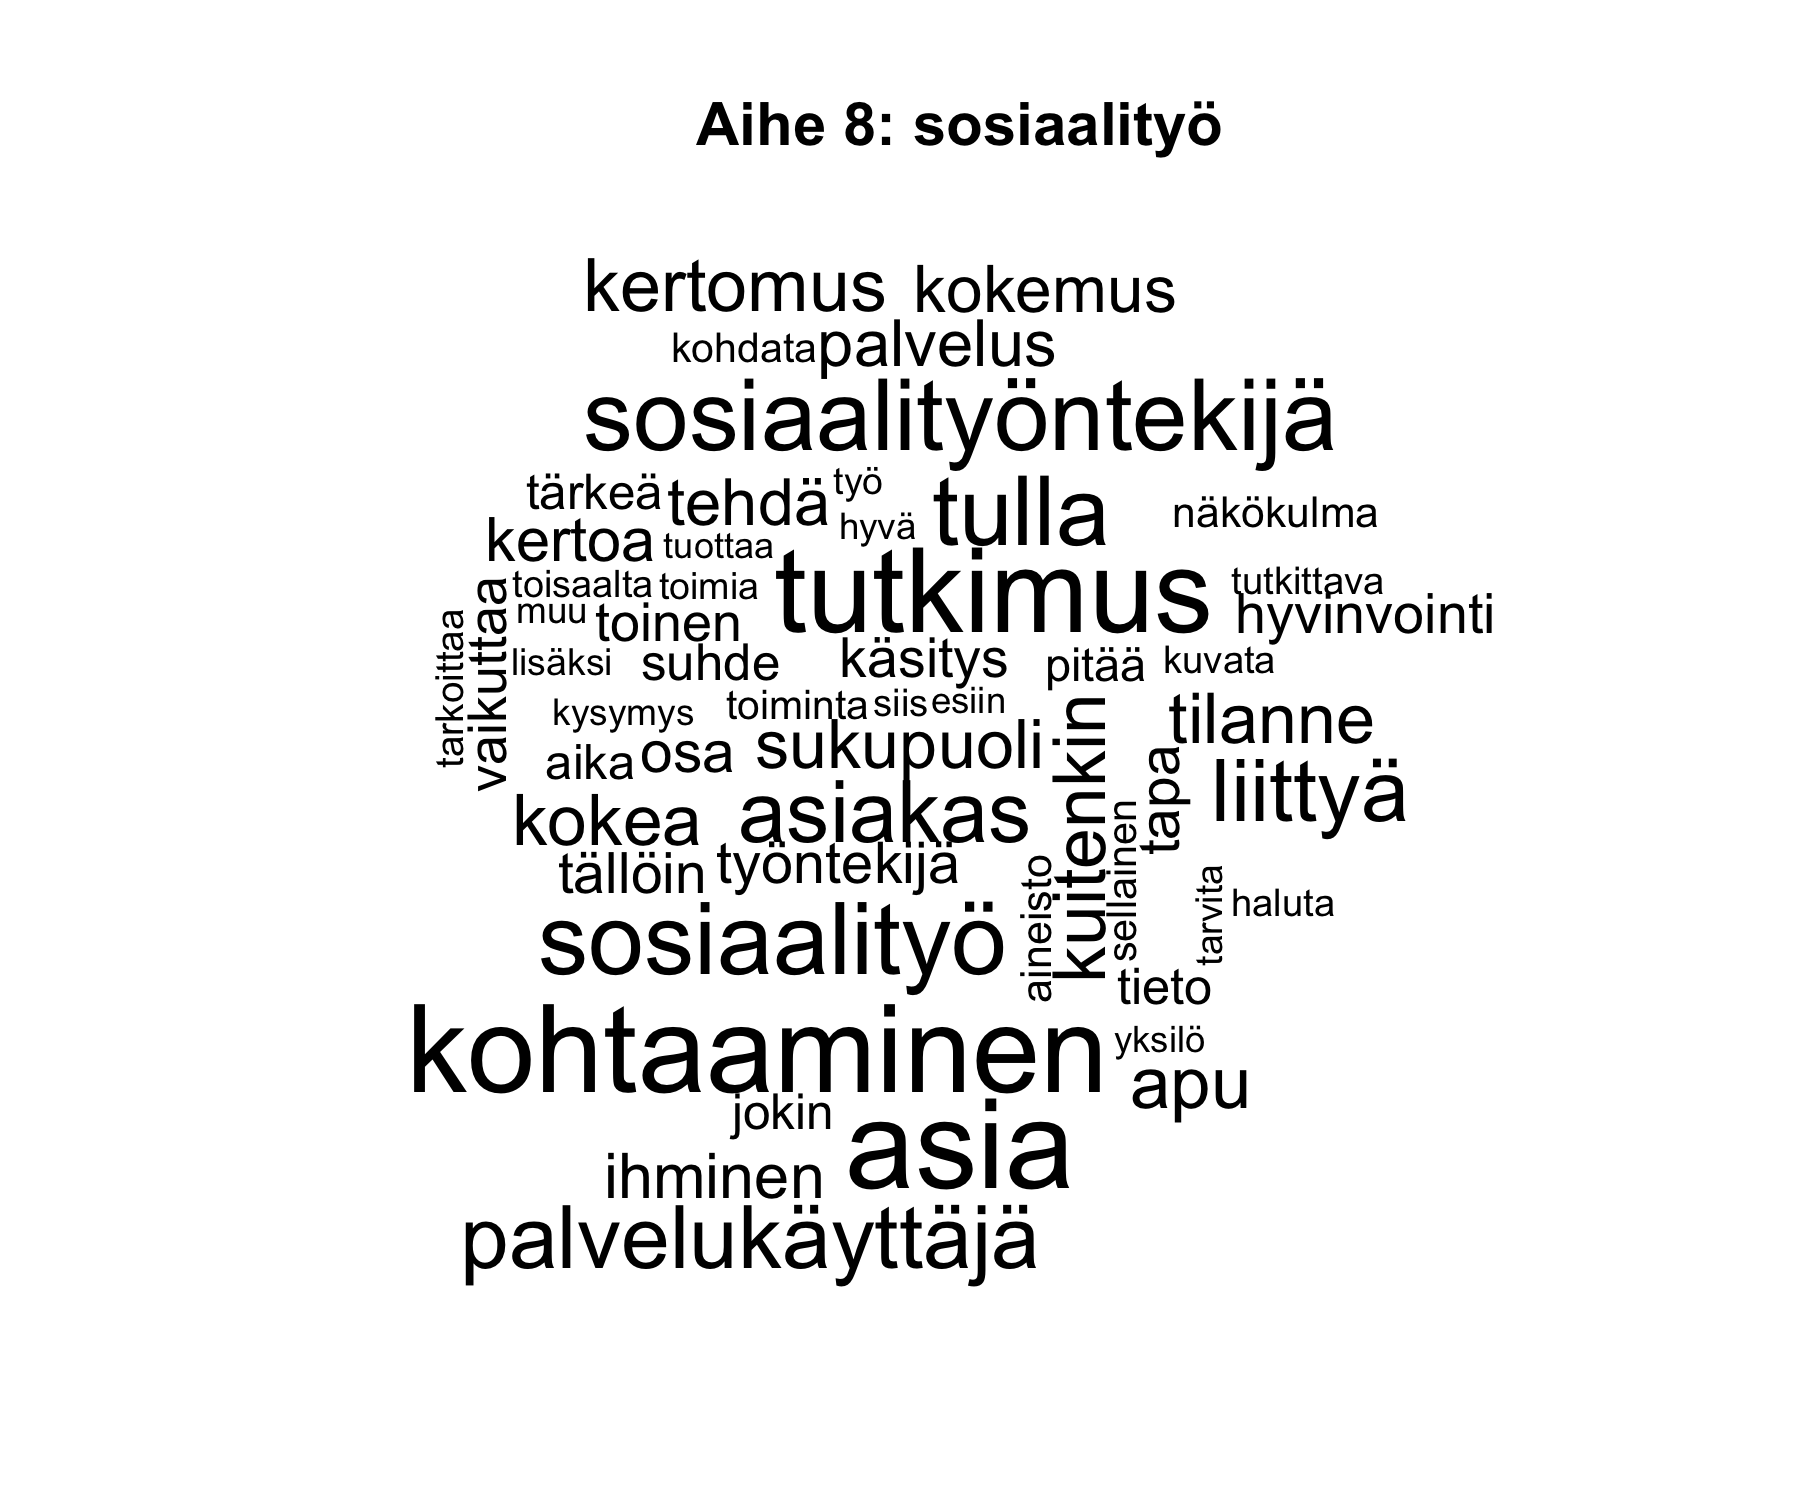 Aihe 8: sosiaalityö
kertomus kokemus
kohdata palvelus
sosiaalityöntekijä
tärkeä tehdä työ tulla näkökulma
hyvä
kertoa tuottaa
toisaalta toimia tutkimus tutkittava
muu toinen hyvinvointi
tarkoittaa vaikuttaa
lisäksi suhde käsitys pitää kuvata
kysymys toiminta siis esiin tilanne
aika osa sukupuoli kuitenkin tapa
kokea asiakas sellainen liittyä
tällöin työntekijä aineisto tarvita haluta
sosiaalityö tieto
kohtaaminen yksilö
jokin apu
ihminen asia
palvelukäyttäjä